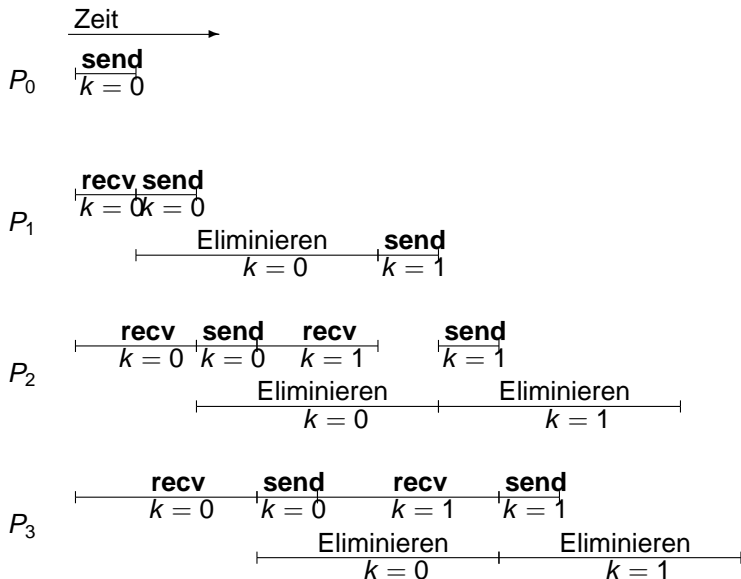 Zeit
send
P0 k = 0
recv send
k = 0 k = 0
P1
Eliminieren send
k = 0 k = 1
recv send recv send
k = 0 k = 0 k = 1 k = 1
P2
Eliminieren Eliminieren
k = 0 k = 1
recv send recv send
k = 0 k = 0 k = 1 k = 1
P3
Eliminieren Eliminieren
k = 0 k = 1